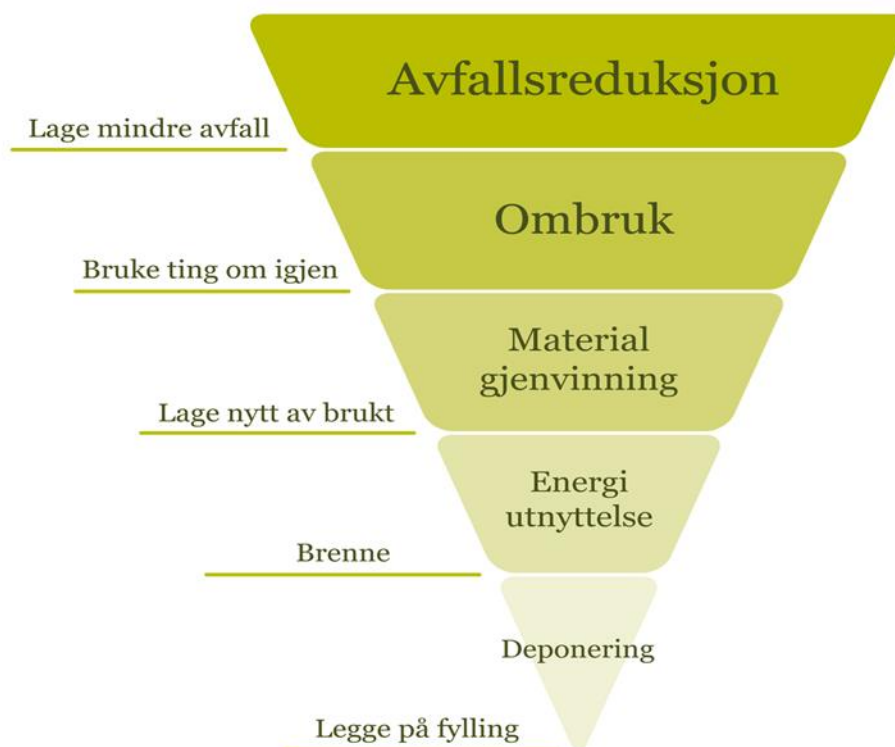 Avfallsreduksjon
Lage mindre avfall
Ombruk
Bruke ting om igjen
Material
gjenvinning
Lage nytt av brukt
Energi
utnyttelse
Brenne
Deponering
Legge på fylling